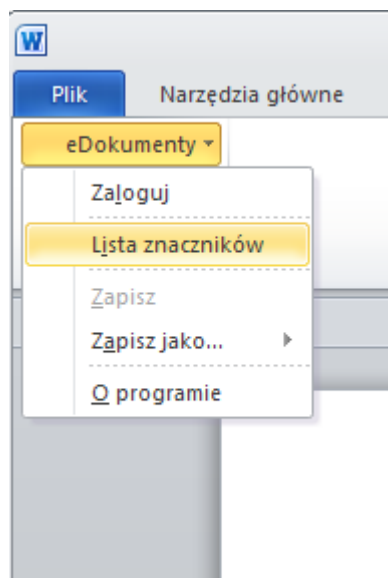 W
Plik Narzędzia główne
eDokumenty
Zaloguj
Lista znaczników
Zapisz
Zapisz jako...
O programie